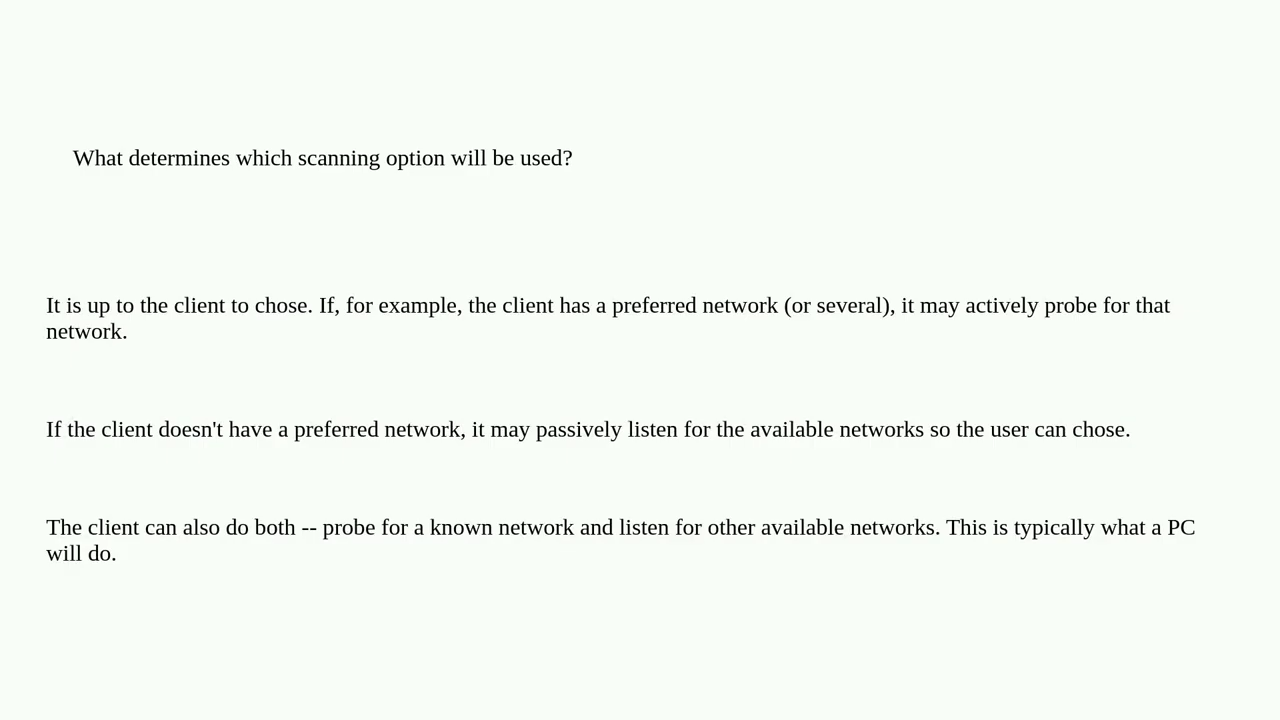 What determines which scanning option will be used?
It is up to the client to chose. If, for example, the client has a preferred network (or several), it may actively probe for that
network.
If the client doesn't have a preferred network, it may passively listen for the available networks so the user can chose.
The client can also do both -- probe for a known network and listen for other available networks. This is typically what a PC
will do.